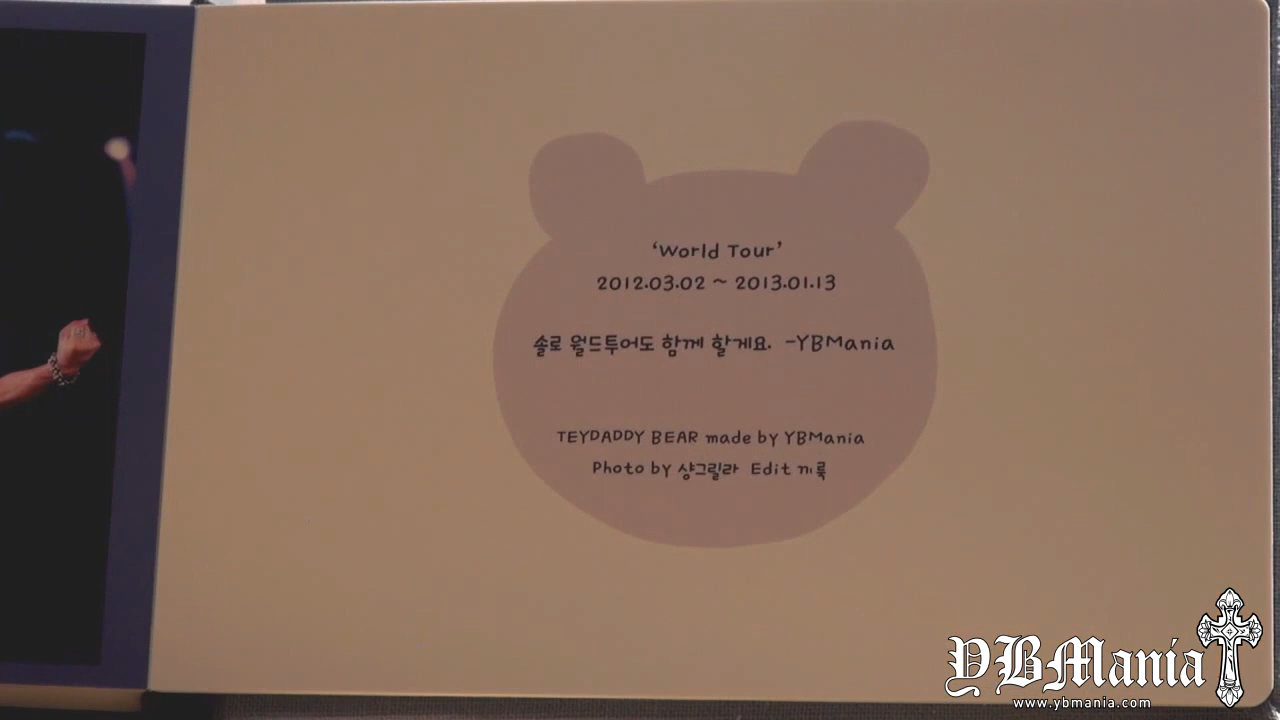 ‘World Tour’
2012.03.02 ~ 2013.01.13
솔로 월드투어도 함께 할게요. -YBMania
TEYDADDY BEAR made by YBMania
Photo by 샹그릴라 Edit 끼룩
YBMania
www.ybmania.com